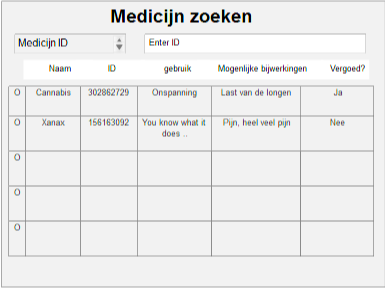 Medicijn zoeken
Medicijn ID
Enter ID
Naam ID gebruik Mogenlijke bijwerkingen Vergoed?
O Cannabis 302862729 Onspanning Last van de longen Ja
O Xanax 156163092 You know what it Pijn, heel veel pijn Nee
does ..
O
O
O